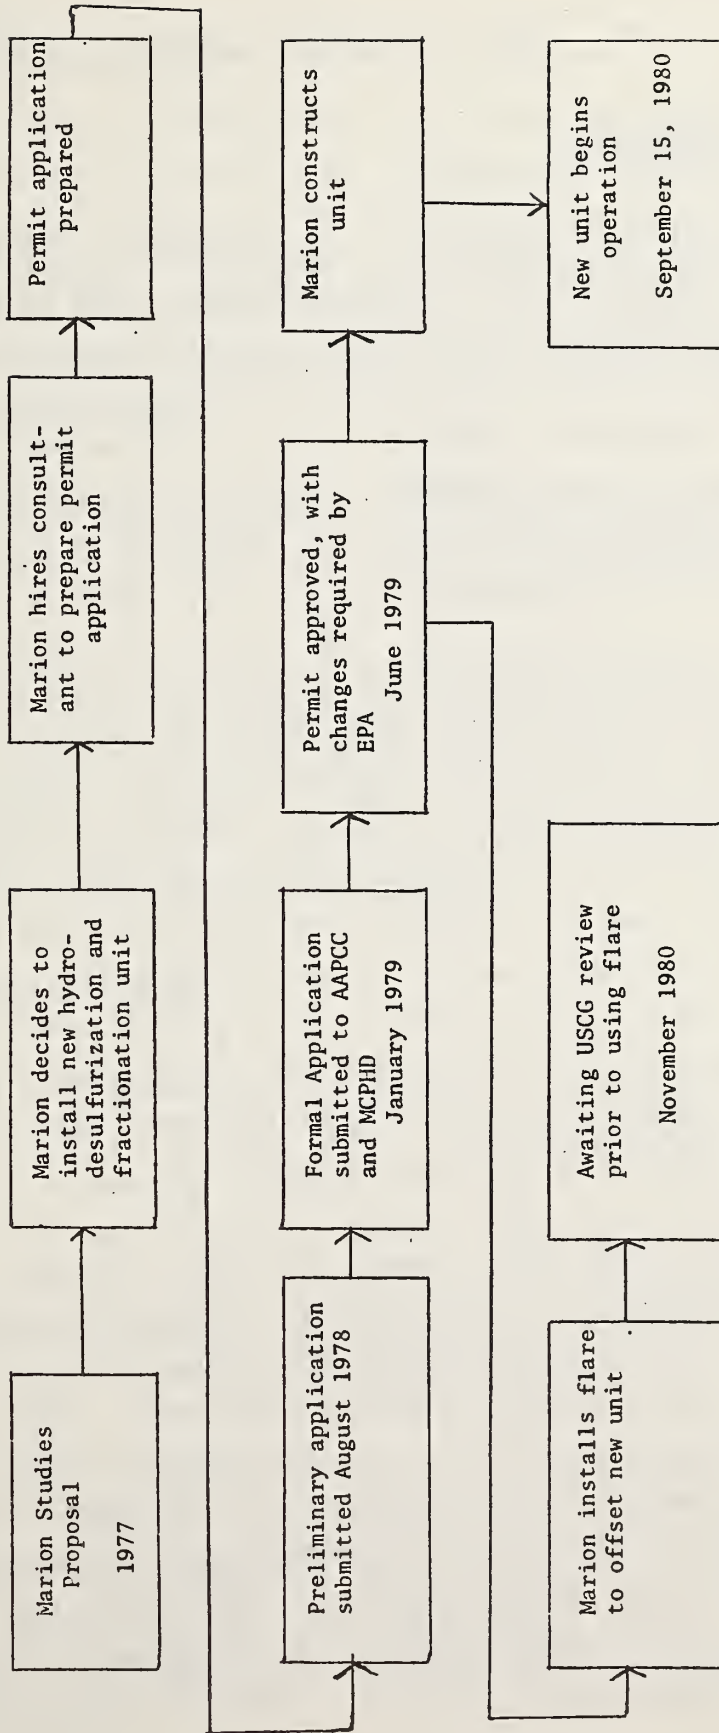 Marion Studies
Proposal
1977
Marion decides to
install new hydro-
desulfurization and
fractionation unit
Marion hires consult-
ant to prepare permit
application
Permit application
prepared
Preliminary application
submitted August 1978
Formal Application
submitted to AAPCC
and MCPHD
January 1979
Permit approved, with
changes required by
EPA
June 1979
Marion constructs
unit
Marion installs flare
to offset new unit
Awaiting USCG review
prior to using flare
November 1980
New unit begins
operation
September 15, 1980